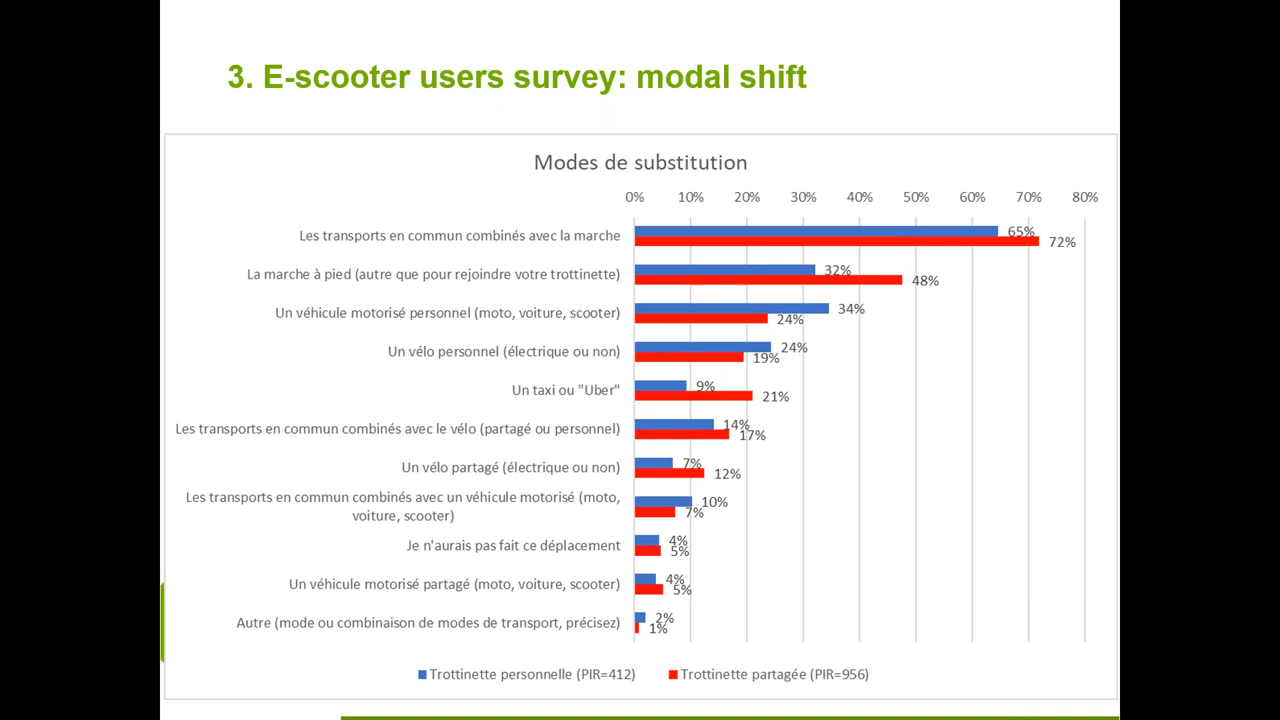 3. E-scooter users survey: modal shift
Modes de substitution
0% 10% 20% 30% 40% 50% 60% 70% 80%
Les transports en commun combinés avec la marche 65% 72%
La marche à pied (autre que pour rejoindre votre trottinette) 32% 48%
Un véhicule motorisé personnel (moto, voiture, scooter) 34% 24%
Un vélo personnel (électrique ou non) 24% 19%
Un taxi ou "Uber" 9% 21%
Les transports en commun combinés avec le vélo (partagé ou personnel) 14% 17%
Un vélo partagé (électrique ou non) 7% 12%
Les transports en commun combinés avec un véhicule motorisé (moto,
voiture, scooter) 10% 7%
Je n'aurais pas fait ce déplacement 4% 5%
Un véhicule motorisé partagé (moto, voiture, scooter) 4% 5%
Autre (mode ou combinaison de modes de transport, précisez) 2% 1%
Trottinette personnelle (PIR=412) Trottinette partagée (PIR=956)